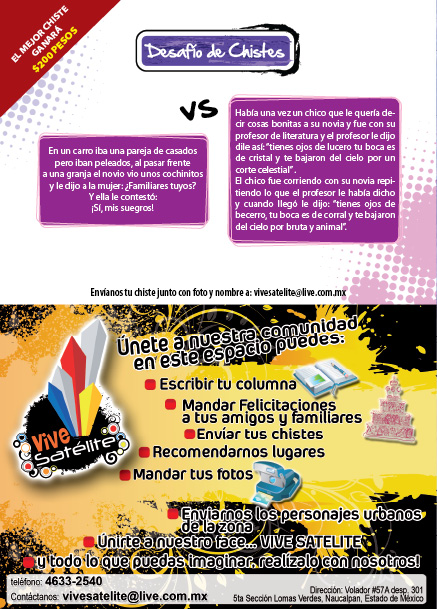 EL MEJOR CHISTE
GANARÁ
$200 PESOS
Desafío de Chistes
vs
En un carro iba una pareja de casados
pero iban peleados, al pasar frente
a una granja el novio vio unos cochinitos
y le dijo a la mujer: ¿Familiares tuyos?
Y ella le contestó:
¡Sí, mis suegros!
Había una vez un chico que le quería de-
cir cosas bonitas a su novia y fue con su
profesor de literatura y el profesor le dijo
dile así: "tienes ojos de lucero tu boca es
de cristal y te bajaron del cielo por un
corte celestial".
El chico fue corriendo con su novia repi-
tiendo lo que el profesor le había dicho
y cuando llegó le dijo: "tienes ojos de
becerro, tu boca es de corral y te bajaron
del cielo por bruta y animal".
Envíanos tu chiste junton con foto y nombre a: vivesatelite@live.com.mx
Únete a nuestra comunidad
en este espacio puedes:
Vive
Satélite
Escribir tu columna
Mandar Felicitaciones
a tus amigos y familiares
Envíar tus chistes
Recomendarnos lugares
Mandar tus fotos
Enviarnos los personajes urbanos
de la zona
Unirte a nuestro face... VIVE SATELITE
y todo lo que puedas imaginar. realízalo con nosotros!
teléfono: 4633-2540
Contáctanos: vivesatelite@live.com.mx
Dirección: Volador #57A desp. 301
5ta Sección Lomas Verdes, Naucalpan, Estado de México